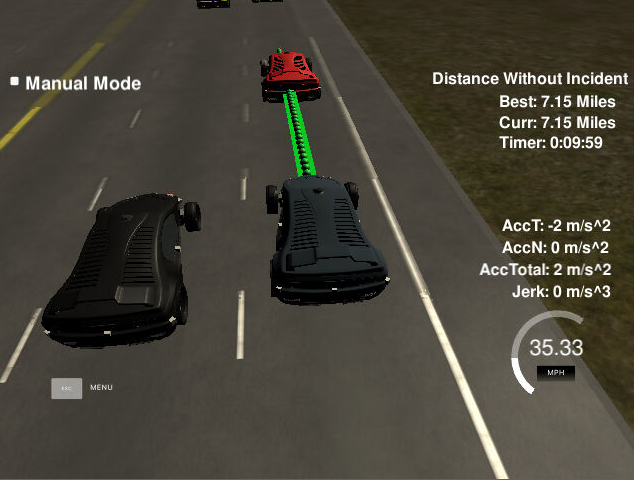 Manual Mode
Distance Without Incident
Best: 7.15 Miles
Curr: 7.15 Miles
Timer: 0:09:59
AccT: -2 m/s^2
AccN: 0 m/s^2
AccTotal: 2 m/s^2
Jerk: 0 m/s^3
35.33
MPH
ESC MENU